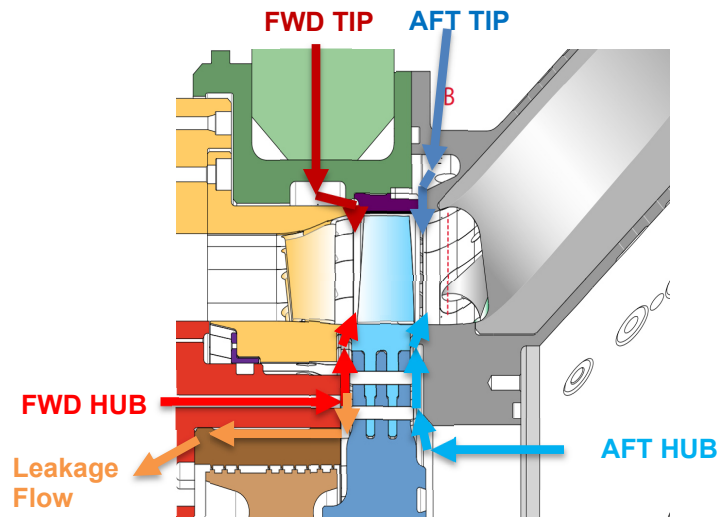 FWD TIP
AFT TIP
B
FWD HUB
AFT HUB
Leakage
Flow